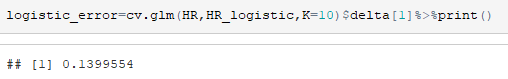 logistic_error=cv.glm(HR,HR_logistic,K=10)$delta[1]%>%print()
## [1] 0.1399554